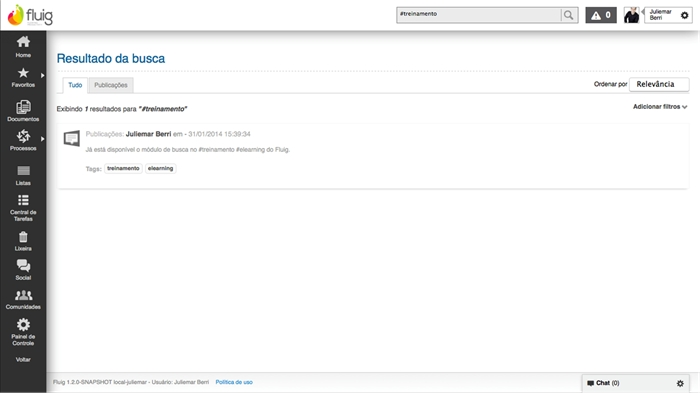 fluig
#treinamento
0
Juliemar
Berri
Home
Favoritos
Documentos
Processos
Listas
Central de
Tarefas
Lixeira
Social
Comunidades
Painel de
Controle
Voltar
Resultado da busca
Tudo
Publicações
Ordenar por
Relevância
Exibindo 1 resultados para "#treinamento"
Adicionar filtros
Publicações: Juliemar Berri em - 31/01/2014 15:39:34
Já está disponível o módulo de busca no #treinamento #elearning do Fluig.
Tags: treinamento elearning
Fluig 1.2.0-SNAPSHOT local-juliemar - Usuário: Juliemar Berri Política de uso
Chat (0)